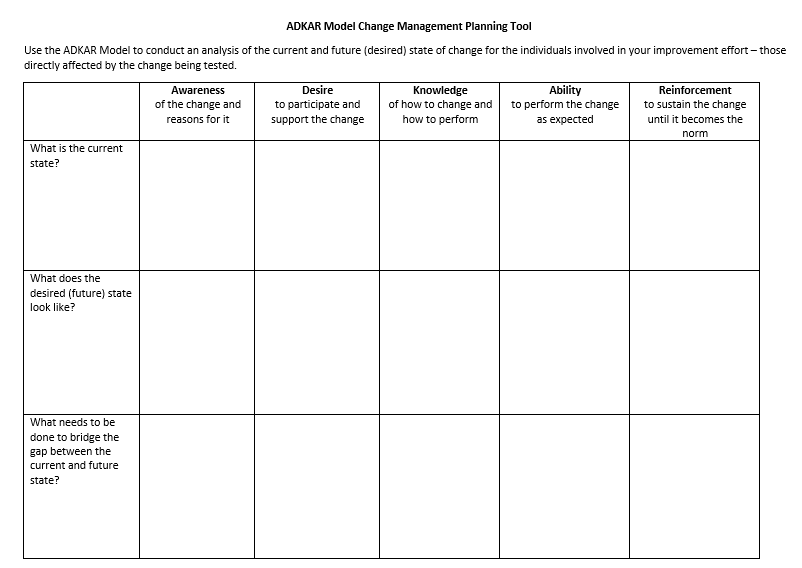 ADKAR Model Change Management Planning Tool
Use the ADKAR Model to conduct an analysis of the current and future (desired) state of change for the individuals involved in your improvement effort – those
directly affected by the change being tested.
Awareness
of the change and
reasons for it
Desire
to participate and
support the change
Knowledge
of how to change and
how to perform
Ability
to perform the change
as expected
Reinforcement
to sustain the change
until it becomes the
norm
What is the current
state?
What does the
desired (future) state
look like?
What needs to be
done to bridge the
gap between the
current and future
state?